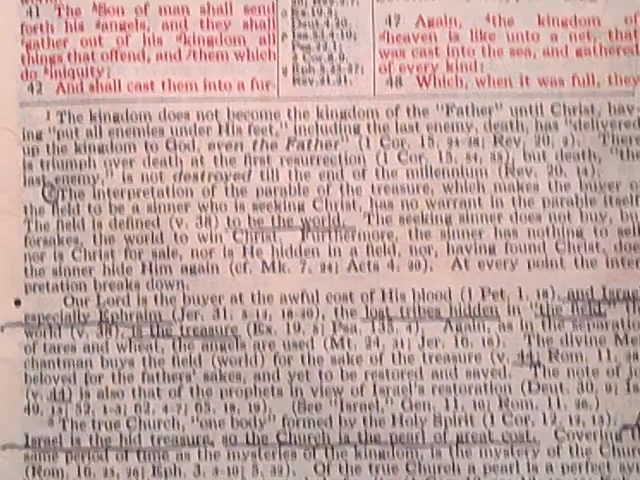 41 The Son of man shall send
forth his angels, and they shall
gather out of his kingdom all
things that offend, and them which
do iniquity;
42 And shall cast them into a fur
47 Again, the kingdom of
heaven is like unto a net, that
was cast into the sea, and gathered
of every kind:
48 Which, when it was full, they
1 The kingdom does not become the kingdom of the "Father" until Christ, hav-
ing "put all enemies under His feet," including the last enemy, death, has "delivered
up the kingdom to God, even the Father" (1 Cor. 15. Rev. 20. There
is triumph over death at the first resurrection (1 Cor. 15. but death, "the
last enemy," is not destroyed till the end of the millennium (Rev. 20.
The interpretation of the parable of the treasure, which makes the buyer of
the field to be a sinner who is seeking Christ, has no warrant in the parable itself.
The field is defined (v. 38) to be the world. The seeking sinner does not buy, but
forsakes, the world to win Christ. Furthermore, the sinner has nothing to sell,
nor is Christ for sale, nor is He hidden in a field, nor, having found Christ, does
the sinner hide Him again (cf. Mk. 7. 24; Acts 4. 20). At every point the inter-
pretation breaks down.
Our Lord is the buyer at the awful cost of His blood (1 Pet. 1. 18), and Israel,
especially Ephraim (Jer. 31. the lost tribes hidden in "the field," the
world (v. 38), is the treasure (Ex. 19. 5; Psa. 135. 4). Again, as in the separation
of tares and wheat, the angels are used (Mt. 24. 31; Jer. 16. 16). The divine Mer-
chantman buys the field (world) for the sake of the treasure (v. 44; Rom. 11.
beloved for the fathers' sakes, and yet to be restored and saved. The note of joy
(v. 44) is also that of the prophets in view of Israel's restoration (Deut. 30. 9; Isa.
49. 13; 52. 1-3; 62. 4-7; 65. 18, 19). (See "Israel," Gen. 11. 10; Rom. 11. 26.)
The true Church, "one body" formed by the Holy Spirit (1 Cor. 12. 12, 13). As
Israel is the hid treasure, so the Church is the pearl of great cost. Covering the
same period of time as the mysteries of the kingdom, is the mystery of the Church
(Rom. 16. 25, 26; Eph. 3. 3-10; 5. 32). Of the true Church a pearl is a perfect sym